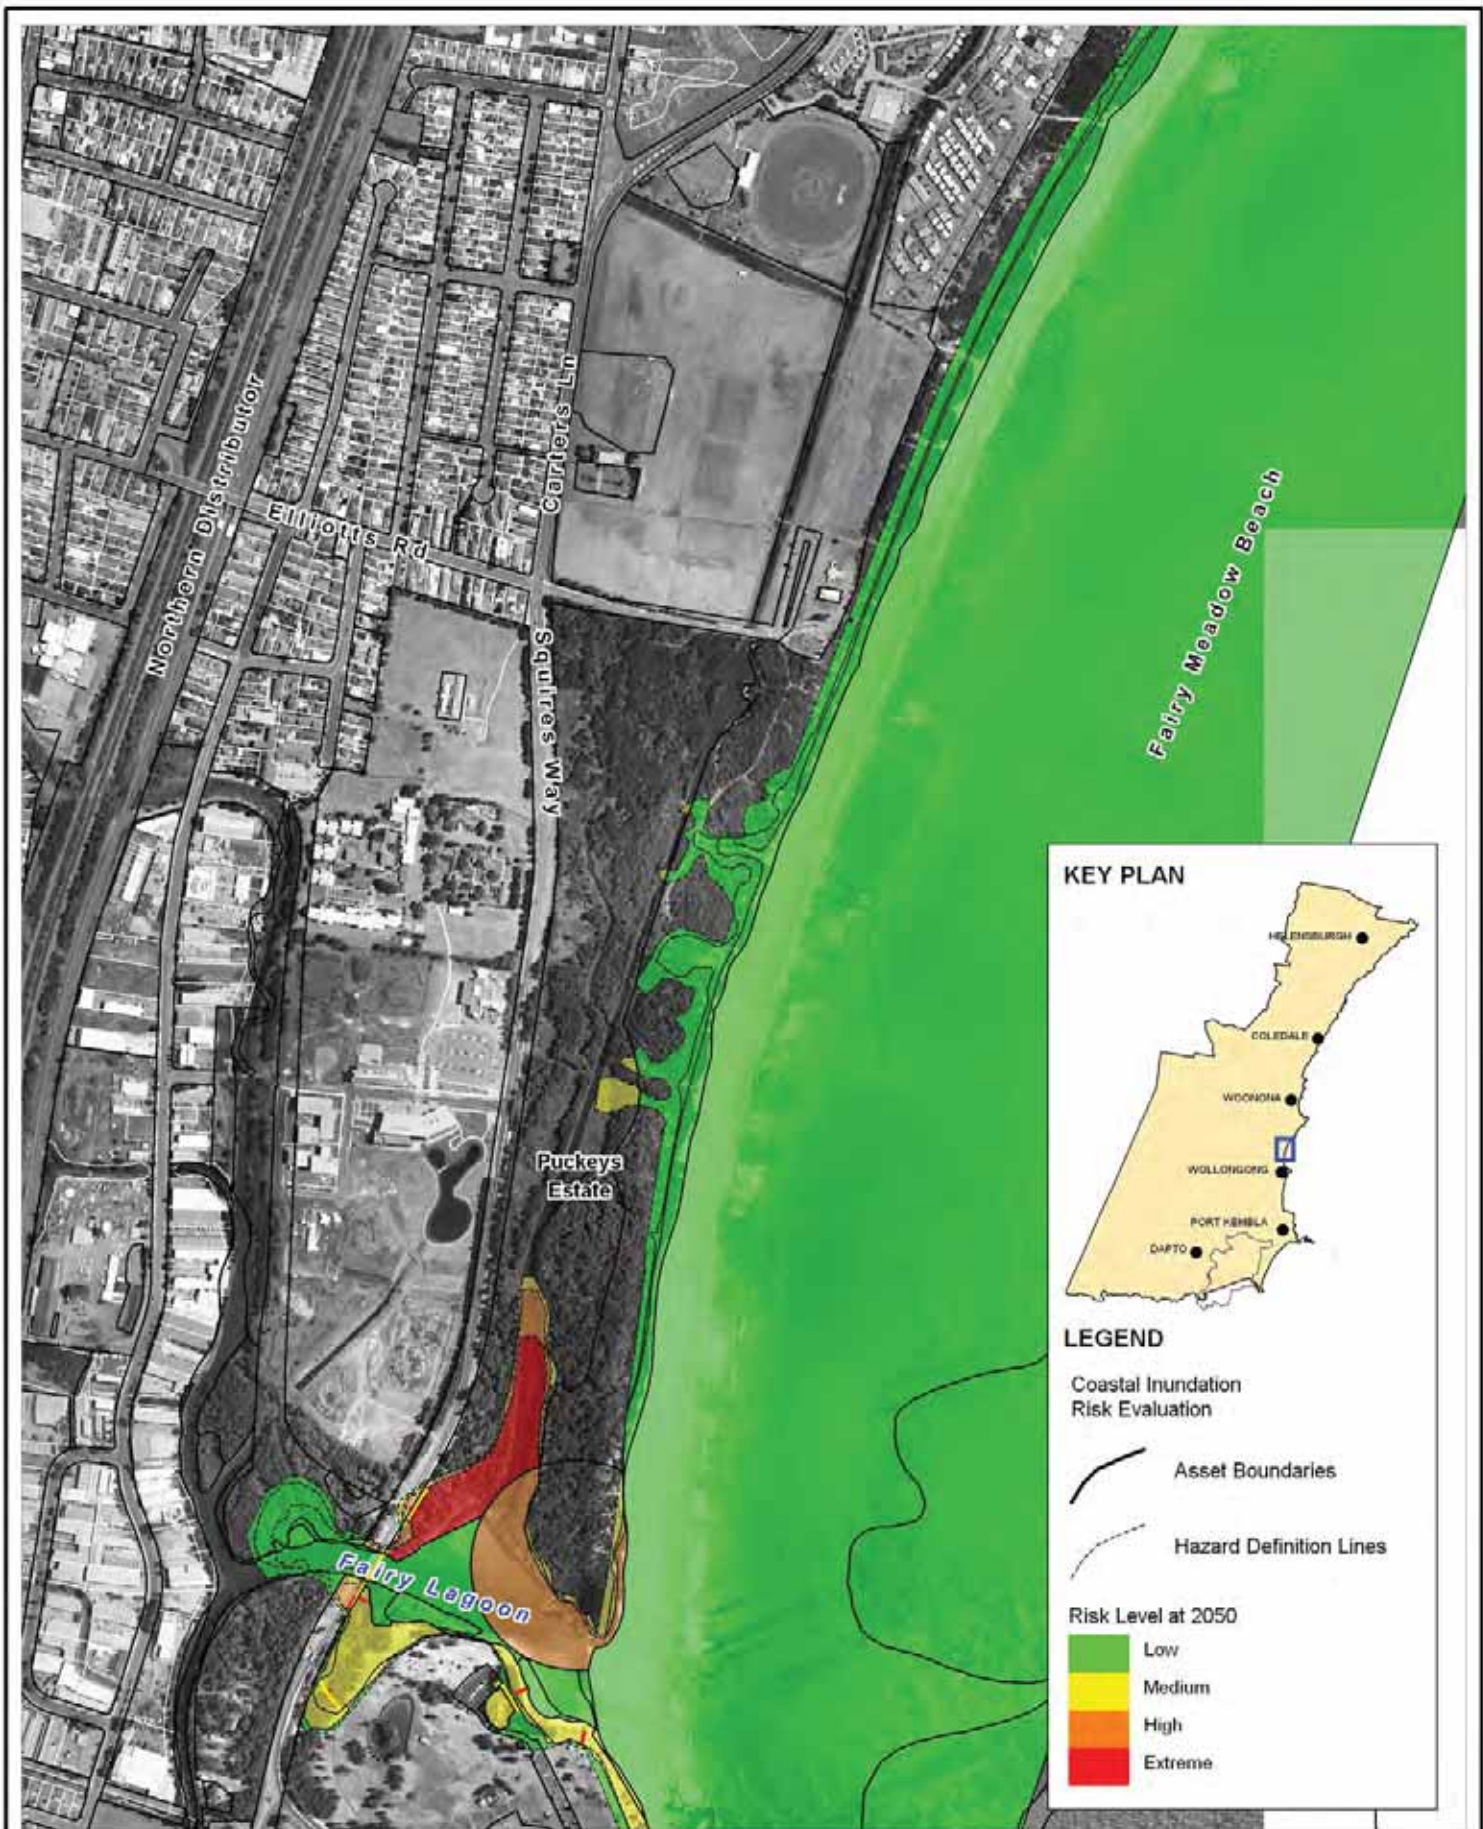 Northern Distributor
Elliotts Rd
Carters Ln
Squires Way
Fairy Meadow Beach
Puckeys
Estate
Fairy Lagoon
KEY PLAN
HELENSBURGH
COLEDALE
WOONONA
WOLLONGONG
PORT KEMBLA
DAPTO
LEGEND
Coastal Inundation
Risk Evaluation
Asset Boundaries
Hazard Definition Lines
Risk Level at 2050
Low
Medium
High
Extreme